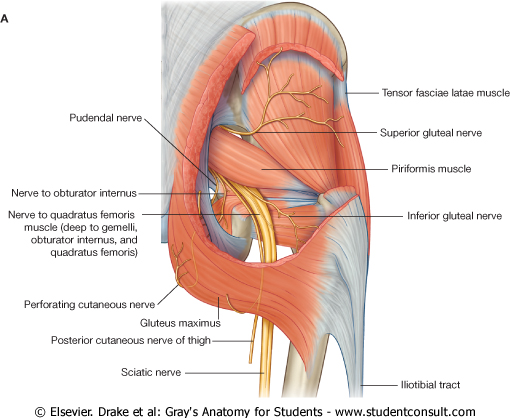 A
Tensor fasciae latae muscle
Pudendal nerve
Superior gluteal nerve
Piriformis muscle
Nerve to obturator internus
Nerve to quadratus femoris
muscle (deep to gemelli,
obturator internus, and
quadratus femoris)
Inferior gluteal nerve
Perforating cutaneous nerve
Gluteus maximus
Posterior cutaneous nerve of thigh
Sciatic nerve
Iliotibial tract
© Elsevier. Drake et al: Gray's Anatomy for Students - www.studentconsult.com